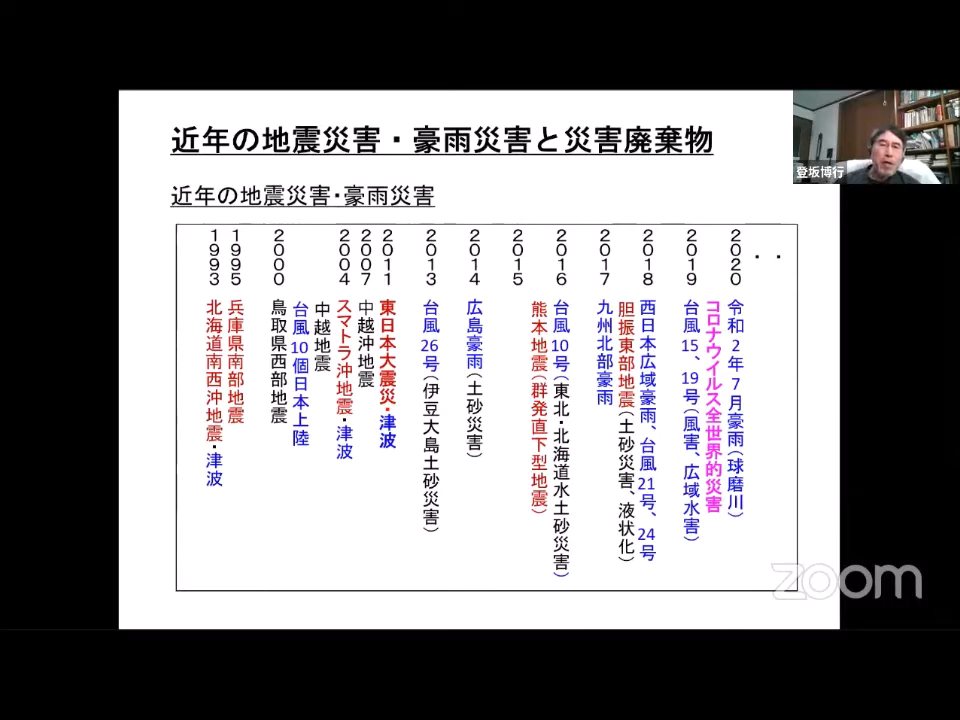 近年の地震災害・豪雨災害と災害廃棄物
登坂博行
近年の地震災害・豪雨災害
1993 北海道南西沖地震・津波
1995 兵庫県南部地震
2000 鳥取県西部地震
台風10個日本上陸
中越地震
2004 スマトラ沖地震・津波
2007 中越沖地震
2011 東日本大震災・津波
2013 台風26号(伊豆大島土砂災害)
2014 広島豪雨(土砂災害)
2015
熊本地震(群発直下型地震)
2016 台風10号(東北・北海道水土砂災害)
2017 九州北部豪雨
胆振東部地震(土砂災害、液状化)
2018 西日本広域豪雨、台風21号、24号
2019 台風15、19号(風害、広域水害)
コロナウイルス全世界的災害
2020 令和2年7月豪雨(球磨川)
・・
zoom